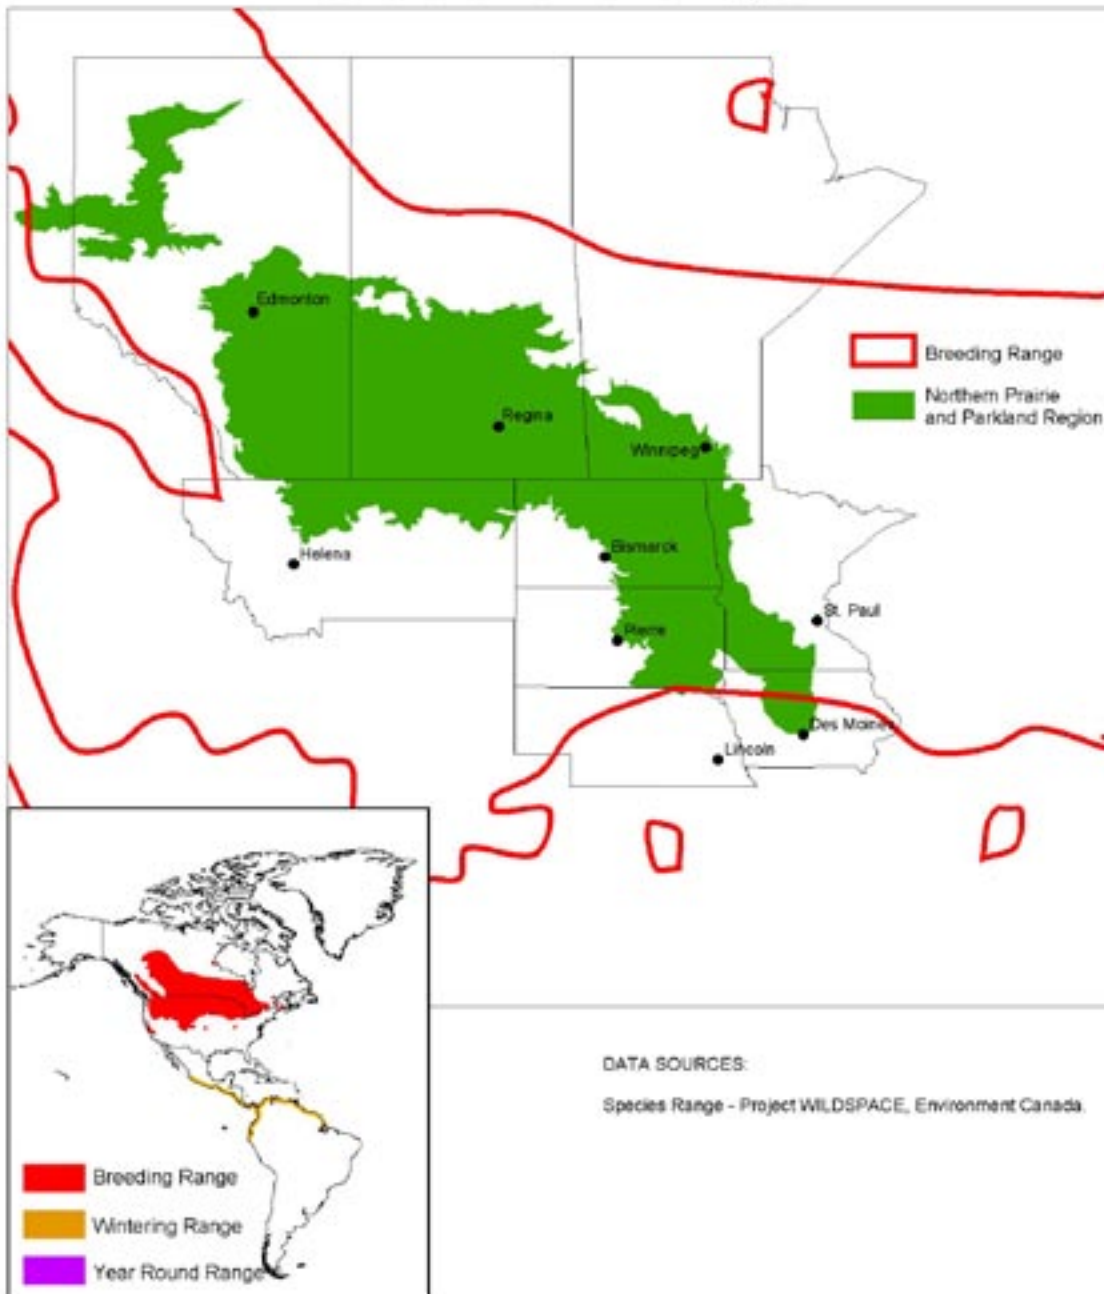 Edmonton
Breeding Range
Northern Prairie
and Parkland Region
Regina
Winnipeg
Helena
Bismarck
St. Paul
Pierre
Des Moines
Lincoln
DATA SOURCES:
Species Range - Project WILDSPACE, Environment Canada.
Breeding Range
Wintering Range
Year Round Range